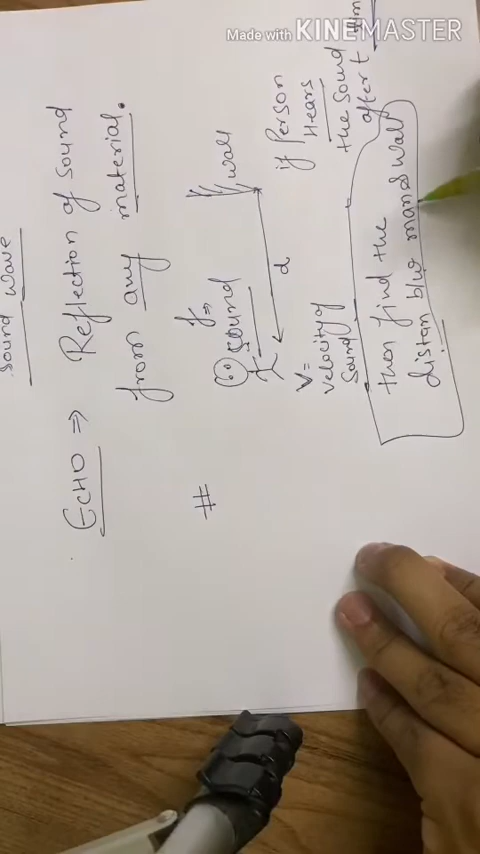 Made with KINEMASTER
sound wave
ECHO ⇒ Reflection of sound
from any material.
#
sound
wall
d
V=
velocity of
sound
if Person
Hears
the sound
after t
then find the
distan b/w man & wall